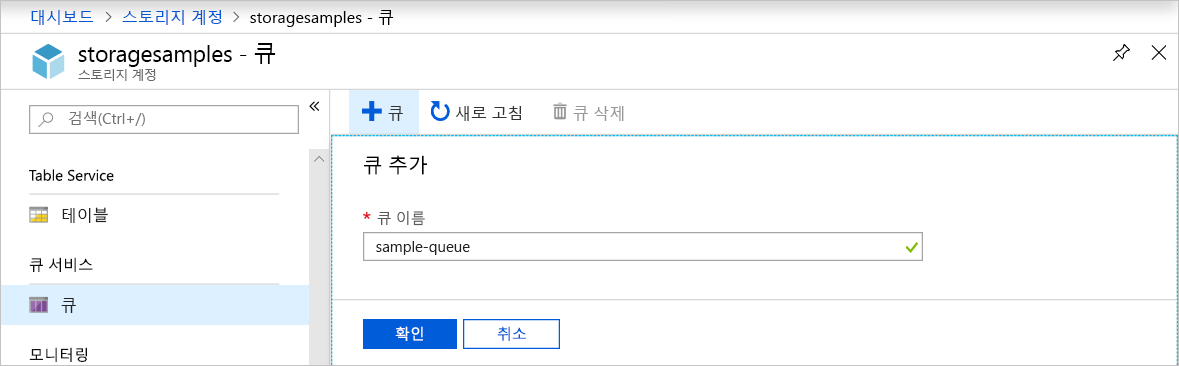 대시보드 > 스토리지 계정 > storagesamples - 큐
storagesamples - 큐
스토리지 계정
검색(Ctrl+/)
«
Table Service
테이블
큐 서비스
큐
모니터링
+ 큐 새로 고침 큐 삭제
큐 추가
* 큐 이름
sample-queue
확인 취소